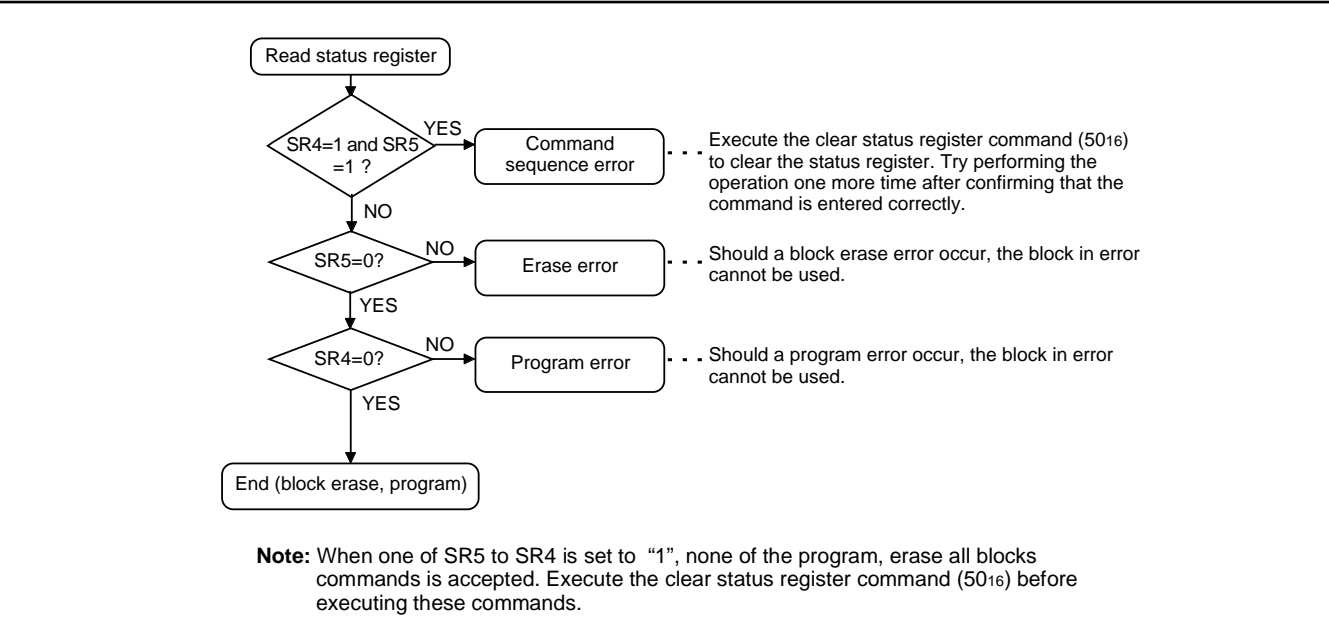 Read status register
SR4=1 and SR5
=1 ?
YES
Command
sequence error
Execute the clear status register command (5016)
to clear the status register. Try performing the
operation one more time after confirming that the
command is entered correctly.
NO
SR5=0?
NO
Erase error
Should a block erase error occur, the block in error
cannot be used.
YES
SR4=0?
NO
Program error
Should a program error occur, the block in error
cannot be used.
YES
End (block erase, program)
Note: When one of SR5 to SR4 is set to “1”, none of the program, erase all blocks
commands is accepted. Execute the clear status register command (5016) before
executing these commands.